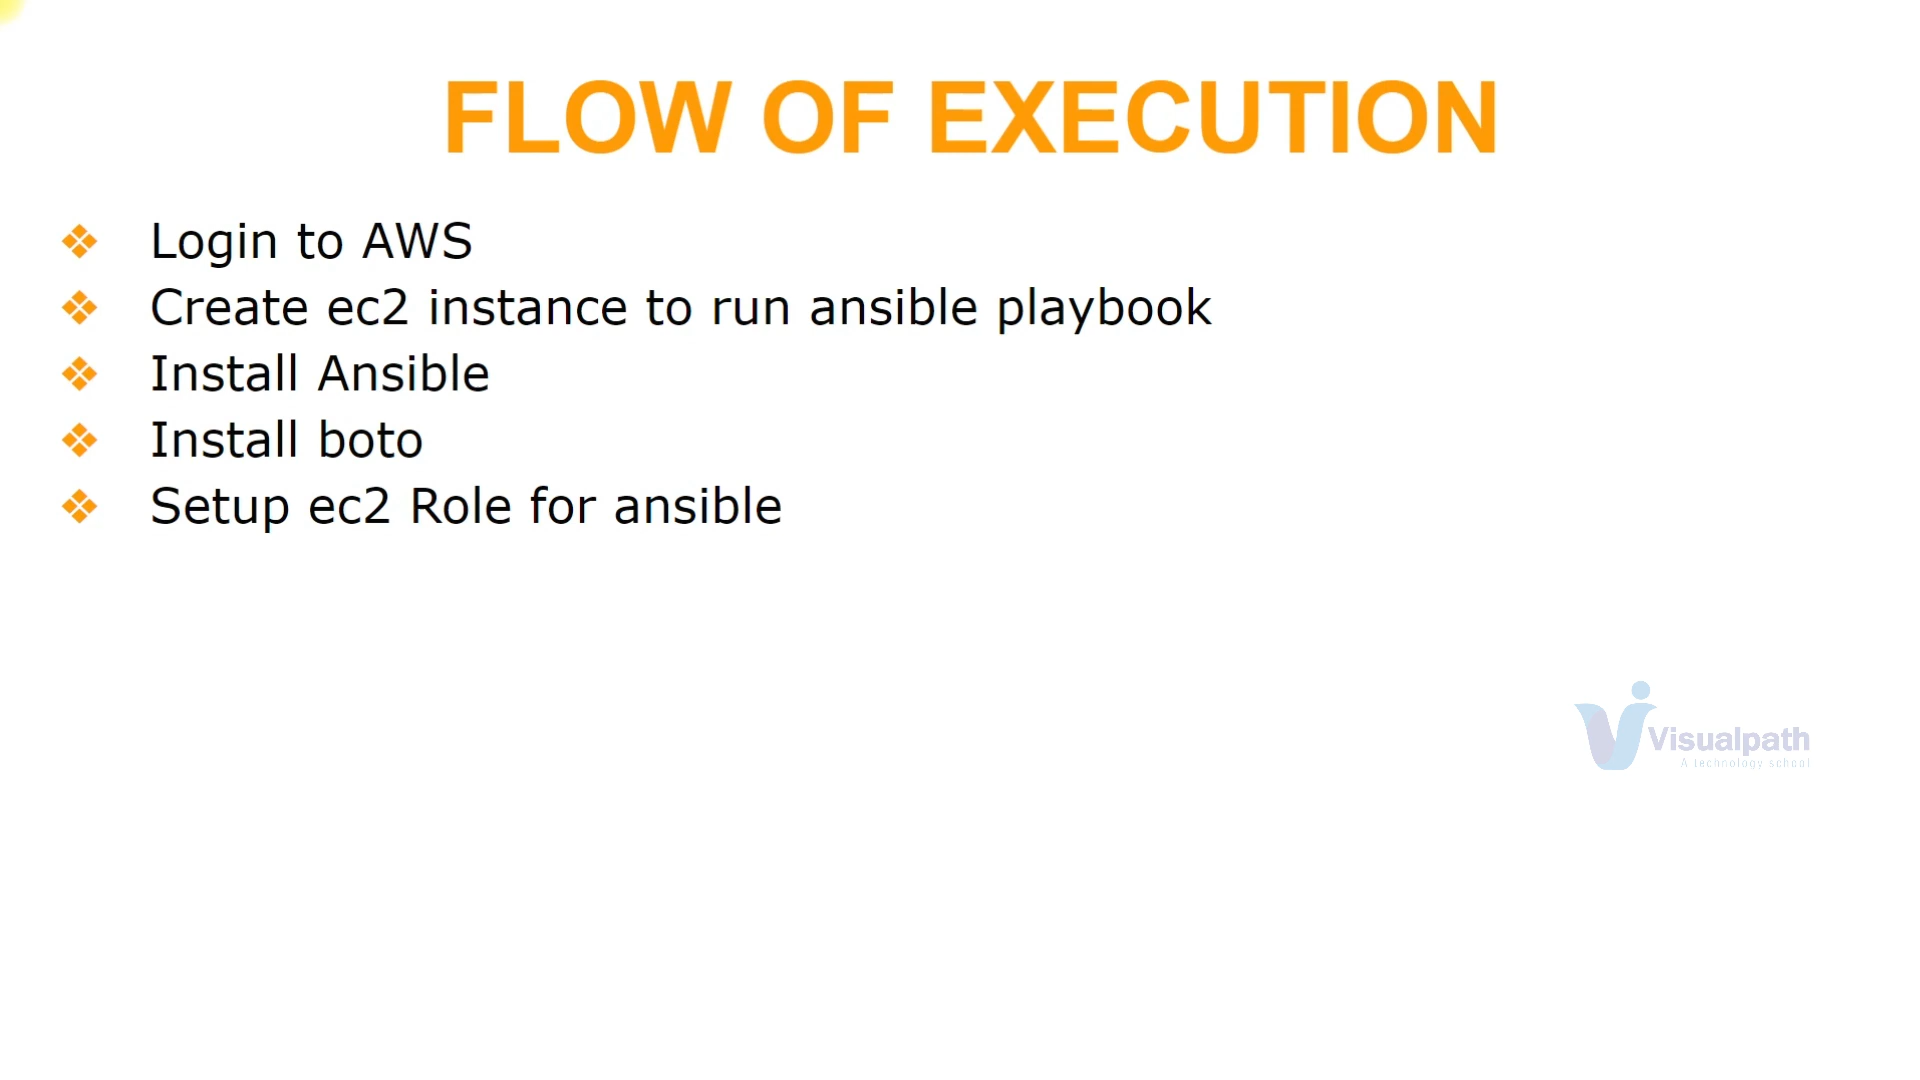 FLOW OF EXECUTION
Login to AWS
Create ec2 instance to run ansible playbook
Install Ansible
Install boto
Setup ec2 Role for ansible
Visualpath
A technology school